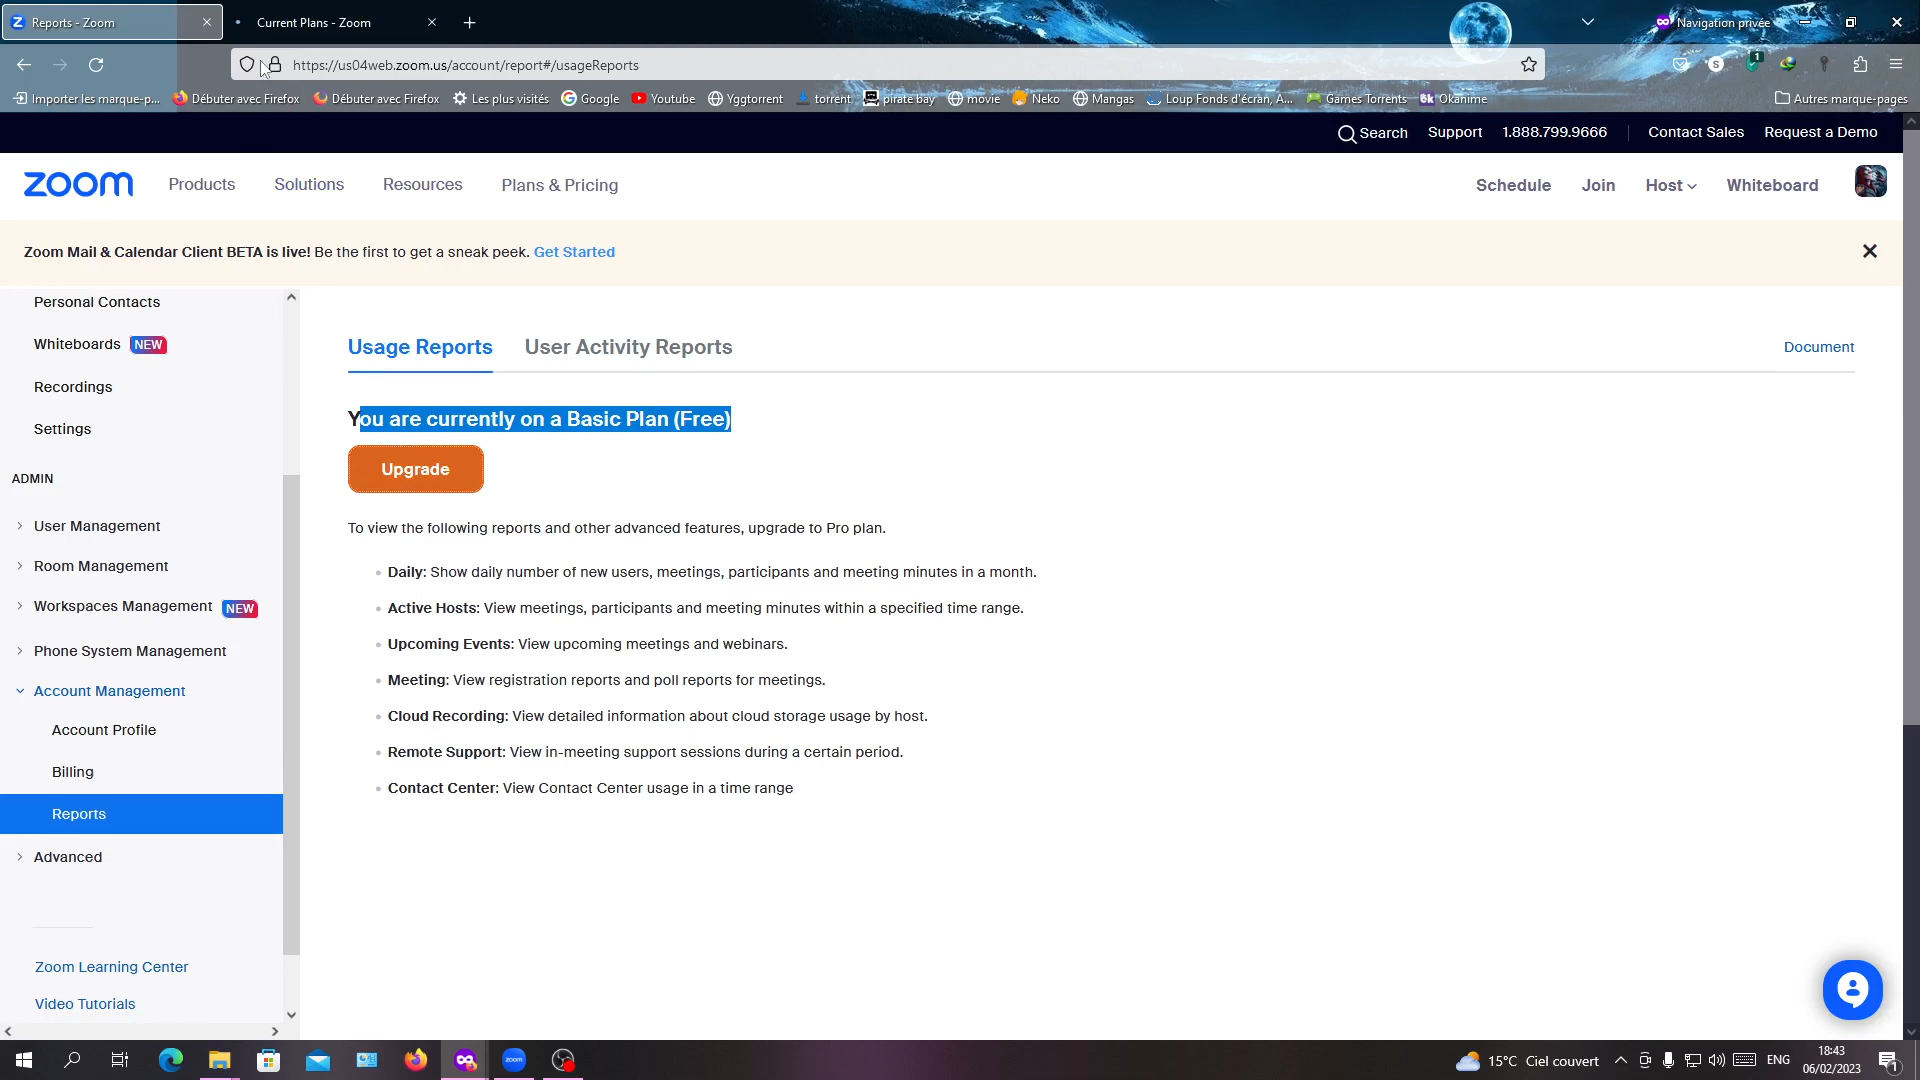 Reports - Zoom
Current Plans - Zoom
Navigation privée
https://us04web.zoom.us/account/report#/usageReports
Importer les marque-p...
Débuter avec Firefox
Débuter avec Firefox
Les plus visités
Google
Youtube
Yggtorrent
torrent
pirate bay
movie
Neko
Mangas
Loup Fonds d'écran, A...
Games Torrents
Okanime
Autres marque-pages
Search
Support
1.888.799.9666
Contact Sales
Request a Demo
zoom
Products
Solutions
Resources
Plans & Pricing
Schedule
Join
Host
Whiteboard
Zoom Mail & Calendar Client BETA is live! Be the first to get a sneak peek. Get Started
Personal Contacts
Whiteboards NEW
Recordings
Settings
ADMIN
User Management
Room Management
Workspaces Management NEW
Phone System Management
Account Management
Account Profile
Billing
Reports
Advanced
Zoom Learning Center
Video Tutorials
Usage Reports
User Activity Reports
Document
You are currently on a Basic Plan (Free)
Upgrade
To view the following reports and other advanced features, upgrade to Pro plan.
Daily: Show daily number of new users, meetings, participants and meeting minutes in a month.
Active Hosts: View meetings, participants and meeting minutes within a specified time range.
Upcoming Events: View upcoming meetings and webinars.
Meeting: View registration reports and poll reports for meetings.
Cloud Recording: View detailed information about cloud storage usage by host.
Remote Support: View in-meeting support sessions during a certain period.
Contact Center: View Contact Center usage in a time range
zoom
15°C Ciel couvert
ENG
18:43
06/02/2023
1